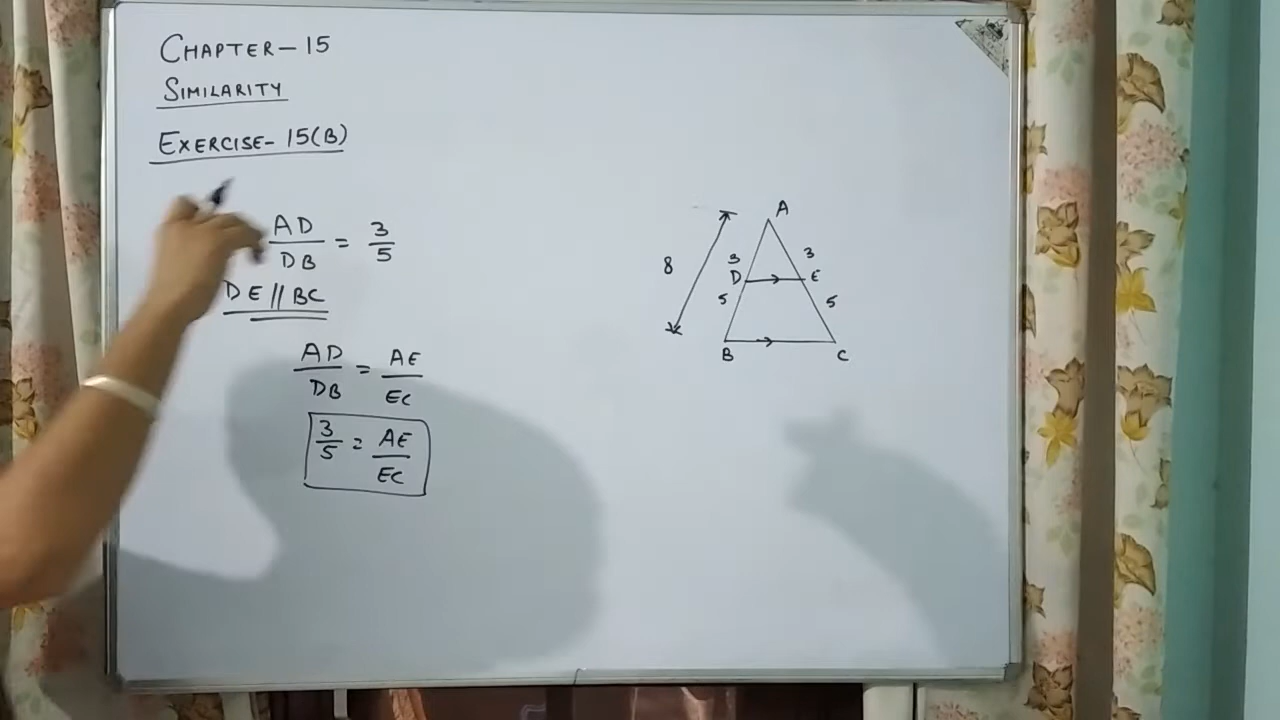 CHAPTER-15
SIMILARITY
EXERCISE-15(B)
AD/DB = 3/5
DE//BC
AD/DB = AE/EC
3/5 = AE/EC
A
8
3
3
D
E
5
5
B
C